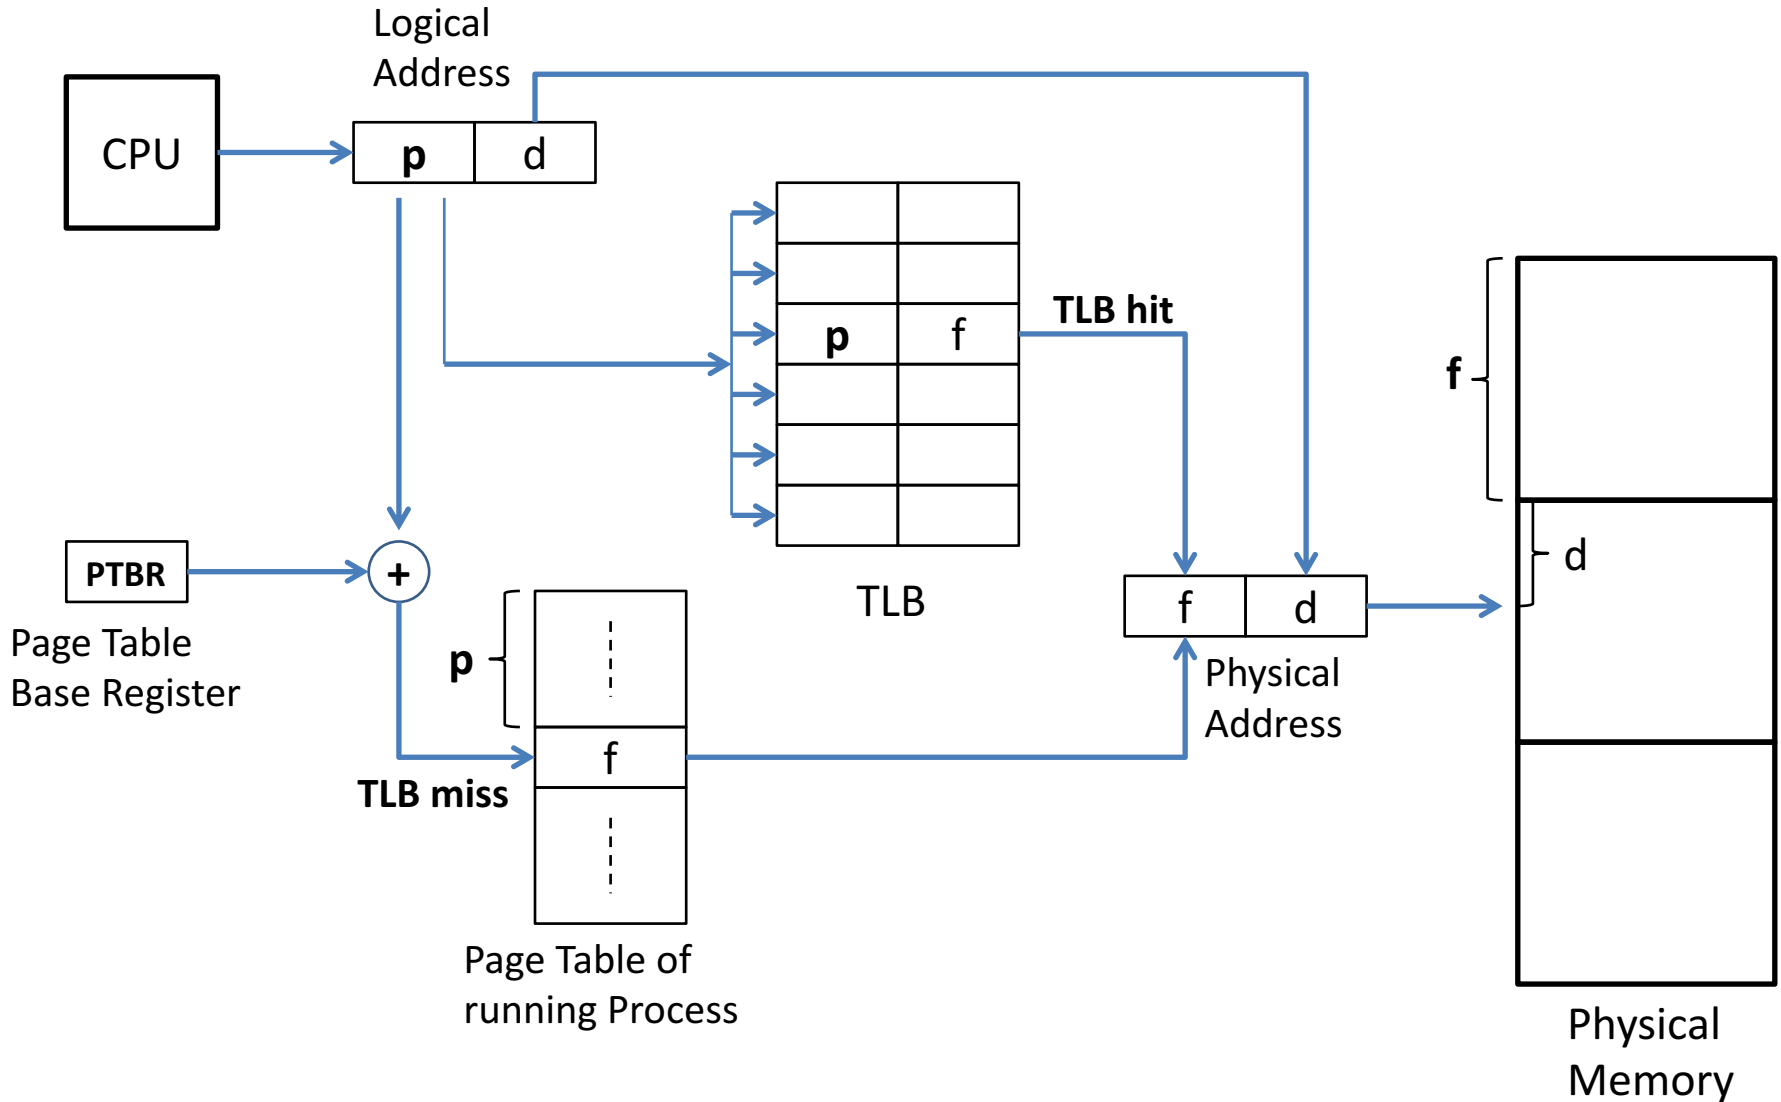 Logical
Address
CPU
p
d
TLB hit
p
f
f
d
PTBR
+
TLB
f
d
Page Table
Base Register
p
Physical
Address
f
TLB miss
Page Table of
running Process
Physical
Memory